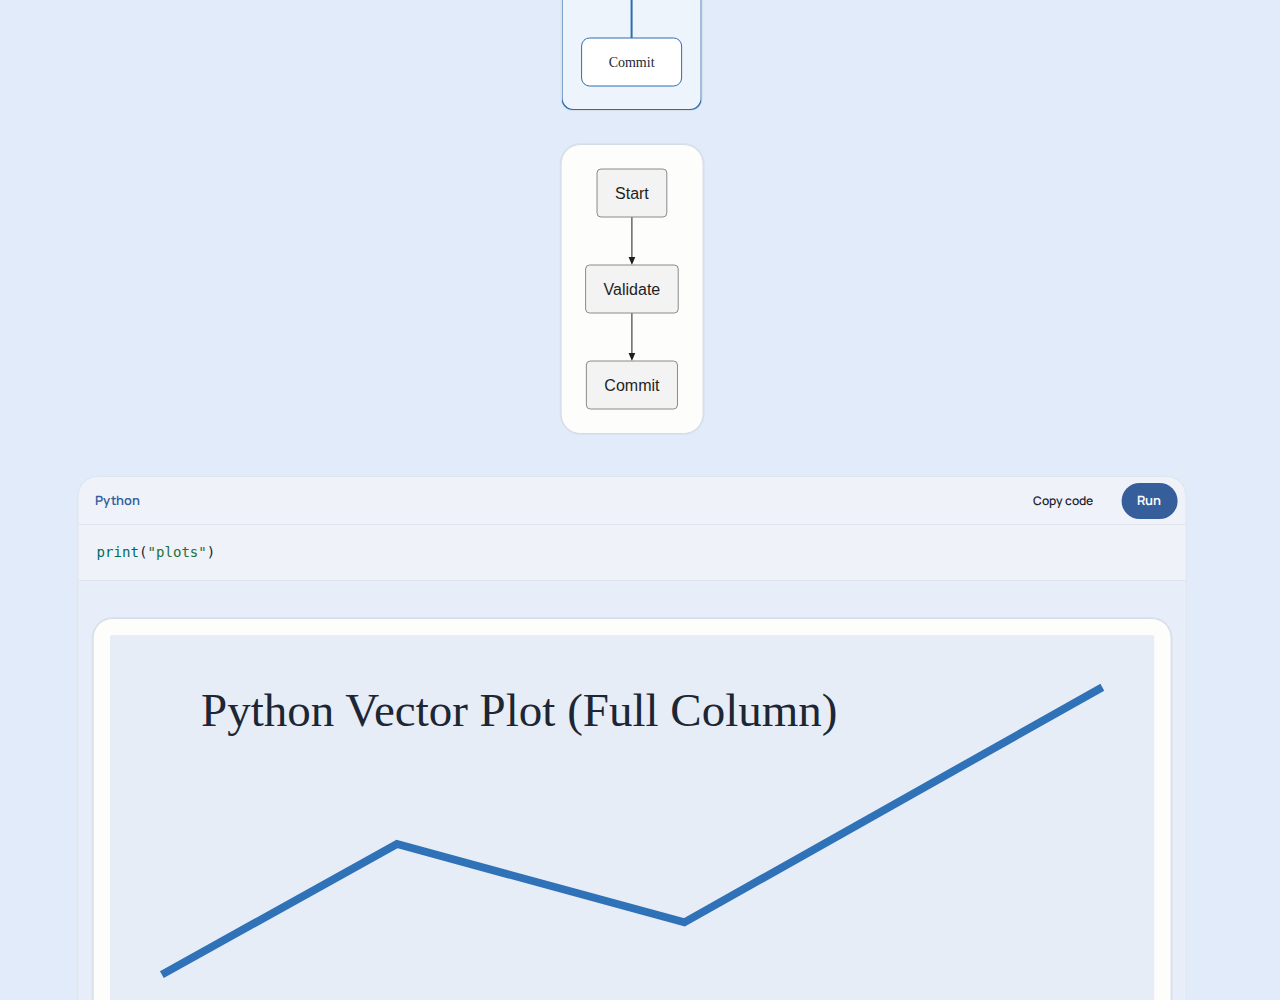 Commit
Start
Validate
Commit
Python
Copy code
Run
print("plots")
Python Vector Plot (Full Column)